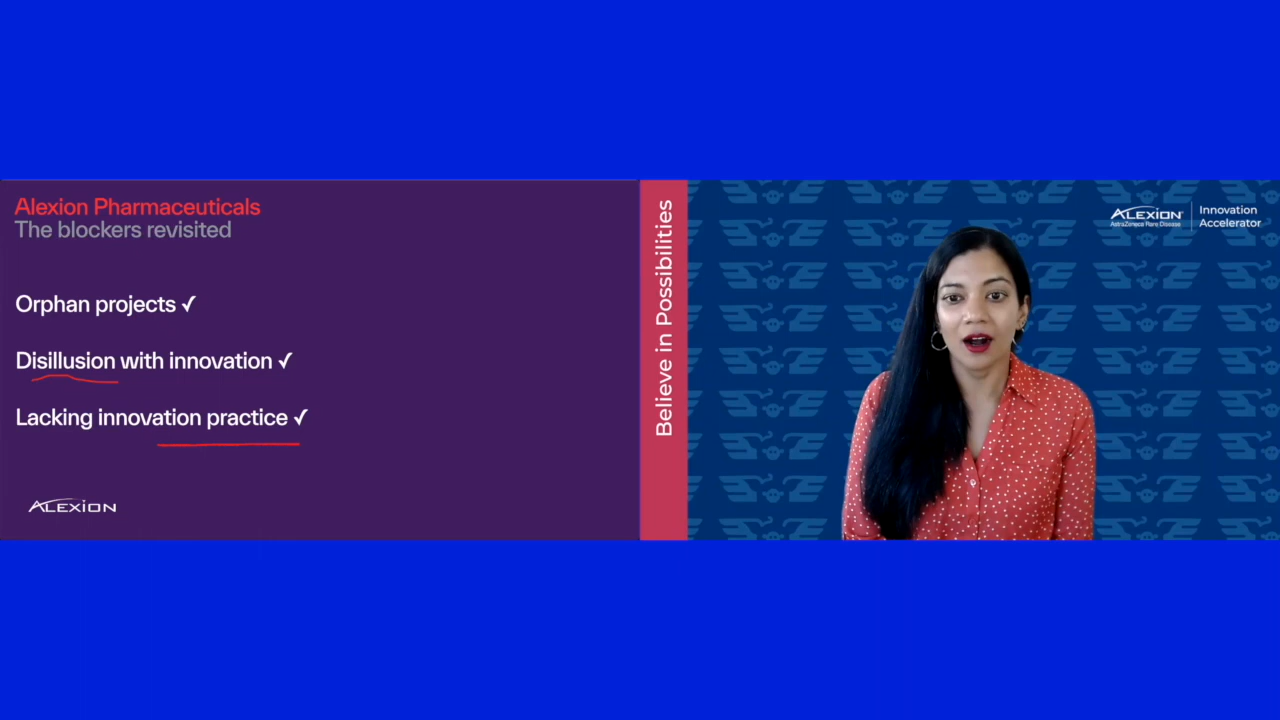 Alexion Pharmaceuticals
The blockers revisited
Orphan projects ✓
Disillusion with innovation ✓
Lacking innovation practice ✓
ALEXION
Believe in Possibilities
ALEXION
AstraZeneca Rare Disease
Innovation
Accelerator